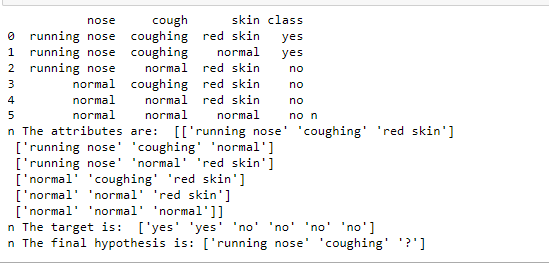 nose cough skin class
0 running nose coughing red skin yes
1 running nose coughing normal yes
2 running nose normal red skin no
3 normal coughing red skin no
4 normal normal red skin no
5 normal normal normal no n
n The attributes are:  [['running nose' 'coughing' 'red skin']
['running nose' 'coughing' 'normal']
['running nose' 'normal' 'red skin']
['normal' 'coughing' 'red skin']
['normal' 'normal' 'red skin']
['normal' 'normal' 'normal']]
n The target is:  ['yes' 'yes' 'no' 'no' 'no' 'no']
n The final hypothesis is: ['running nose' 'coughing' '?']